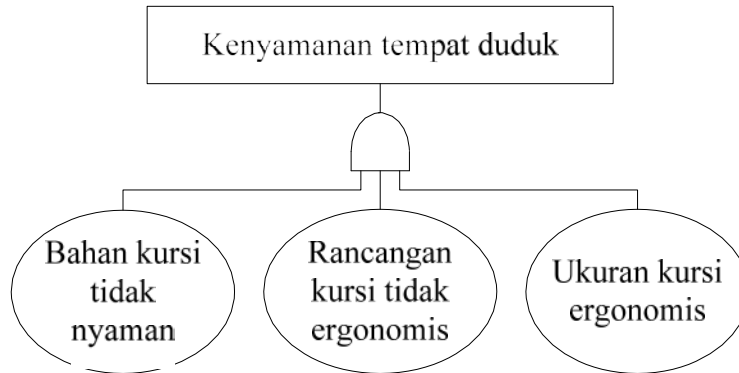 Kenyamanan tempat duduk
Bahan kursi
tidak
nyaman
Rancangan
kursi tidak
ergonomis
Ukuran kursi
ergonomis